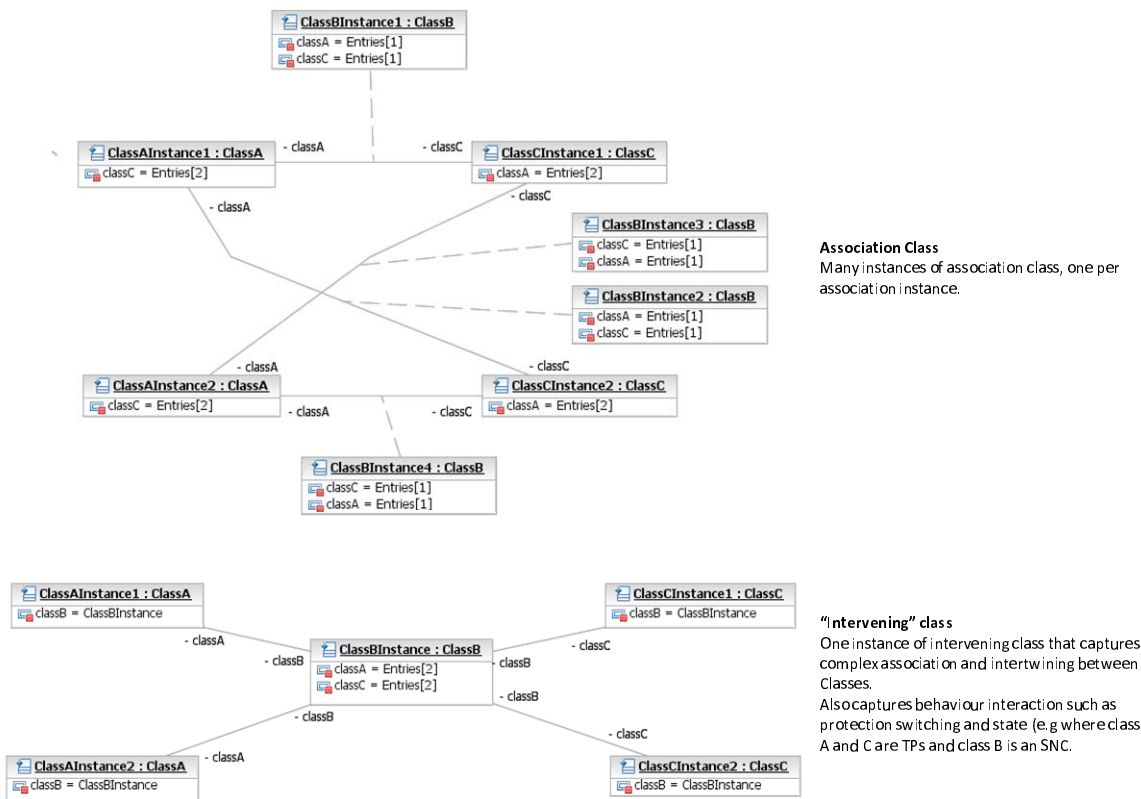 ClassBInstance1 : ClassB
classA = Entries[1]
classC = Entries[1]
ClassAInstance1 : ClassA
classC = Entries[2]
- classA
- classC
ClassCInstance1 : ClassC
classA = Entries[2]
- classA
- classC
ClassBInstance3 : ClassB
classC = Entries[1]
classA = Entries[1]
ClassBInstance2 : ClassB
classA = Entries[1]
classC = Entries[1]
Association Class
Many instances of association class, one per
association instance.
- classA
- classC
ClassAInstance2 : ClassA
classC = Entries[2]
- classA
- classC
ClassCInstance2 : ClassC
classA = Entries[2]
ClassBInstance4 : ClassB
classC = Entries[1]
classA = Entries[1]
ClassAInstance1 : ClassA
classB = ClassBInstance
- classA
- classB
ClassCInstance1 : ClassC
classB = ClassBInstance
- classC
- classB
ClassBInstance : ClassB
classA = Entries[2]
classC = Entries[2]
- classB
- classB
ClassAInstance2 : ClassA
classB = ClassBInstance
- classA
- classC
ClassCInstance2 : ClassC
classB = ClassBInstance
“Intervening” class
One instance of intervening class that captures
complex association and intertwining between
Classes.
Also captures behaviour interaction such as
protection switching and state (e.g where class
A and C are TPs and class B is an SNC.